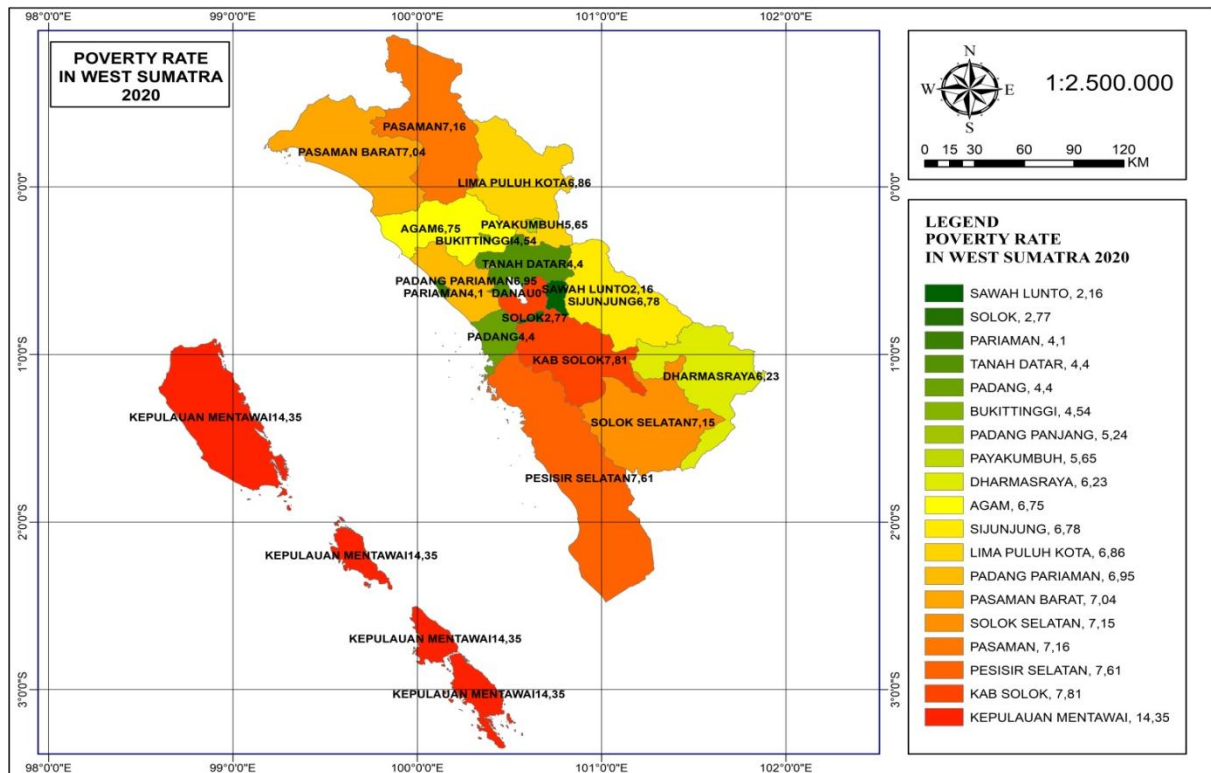 98°0'0"E
99°0'0"E
100°0'0"E
101°0'0"E
102°0'0"E
POVERTY RATE
IN WEST SUMATRA
2020
N
W
E
S
1:2.500.000
0 15 30 60 90 120
KM
0°0'0"
0°0'0"
1°0'0"S
1°0'0"S
2°0'0"S
2°0'0"S
3°0'0"S
3°0'0"S
PASAMAN7,16
PASAMAN BARAT7,04
LIMA PULUH KOTA6,86
PAYAKUMBUH5,65
AGAM6,75
BUKITTINGGI4,54
TANAH DATAR4,4
PADANG PARIAMAN6,95
PARIAMAN4,1
DANAU0
SAWAH LUNTO2,16
SIJUNJUNG6,78
SOLOK2,77
PADANG4,4
KAB SOLOK7,81
DHARMASRAYA6,23
KEPULAUAN MENTAWAI14,35
SOLOK SELATAN7,15
PESISIR SELATAN7,61
KEPULAUAN MENTAWAI14,35
KEPULAUAN MENTAWAI14,35
KEPULAUAN MENTAWAI14,35
98°0'0"E
99°0'0"E
100°0'0"E
101°0'0"E
102°0'0"E
LEGEND
POVERTY RATE
IN WEST SUMATRA 2020
SAWAH LUNTO, 2,16
SOLOK, 2,77
PARIAMAN, 4,1
TANAH DATAR, 4,4
PADANG, 4,4
BUKITTINGGI, 4,54
PADANG PANJANG, 5,24
PAYAKUMBUH, 5,65
DHARMASRAYA, 6,23
AGAM, 6,75
SIJUNJUNG, 6,78
LIMA PULUH KOTA, 6,86
PADANG PARIAMAN, 6,95
PASAMAN BARAT, 7,04
SOLOK SELATAN, 7,15
PASAMAN, 7,16
PESISIR SELATAN, 7,61
KAB SOLOK, 7,81
KEPULAUAN MENTAWAI, 14,35